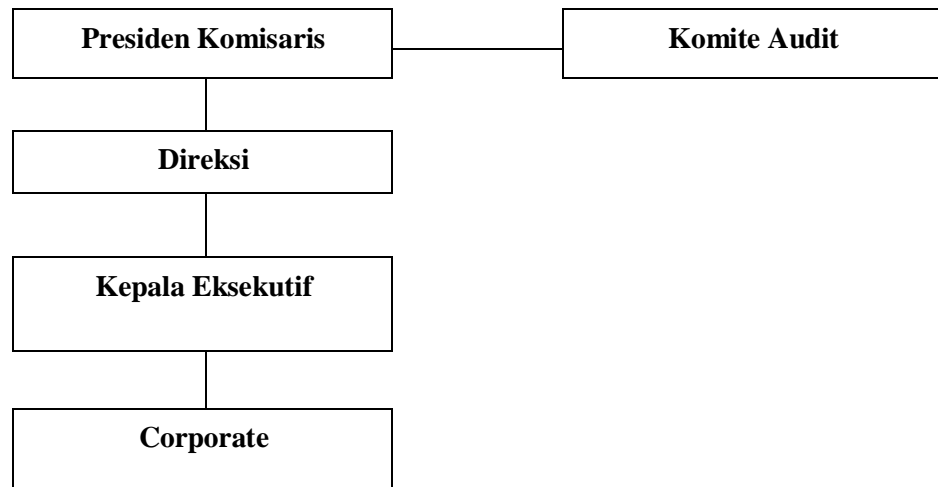 Presiden Komisaris
Komite Audit
Direksi
Kepala Eksekutif
Corporate